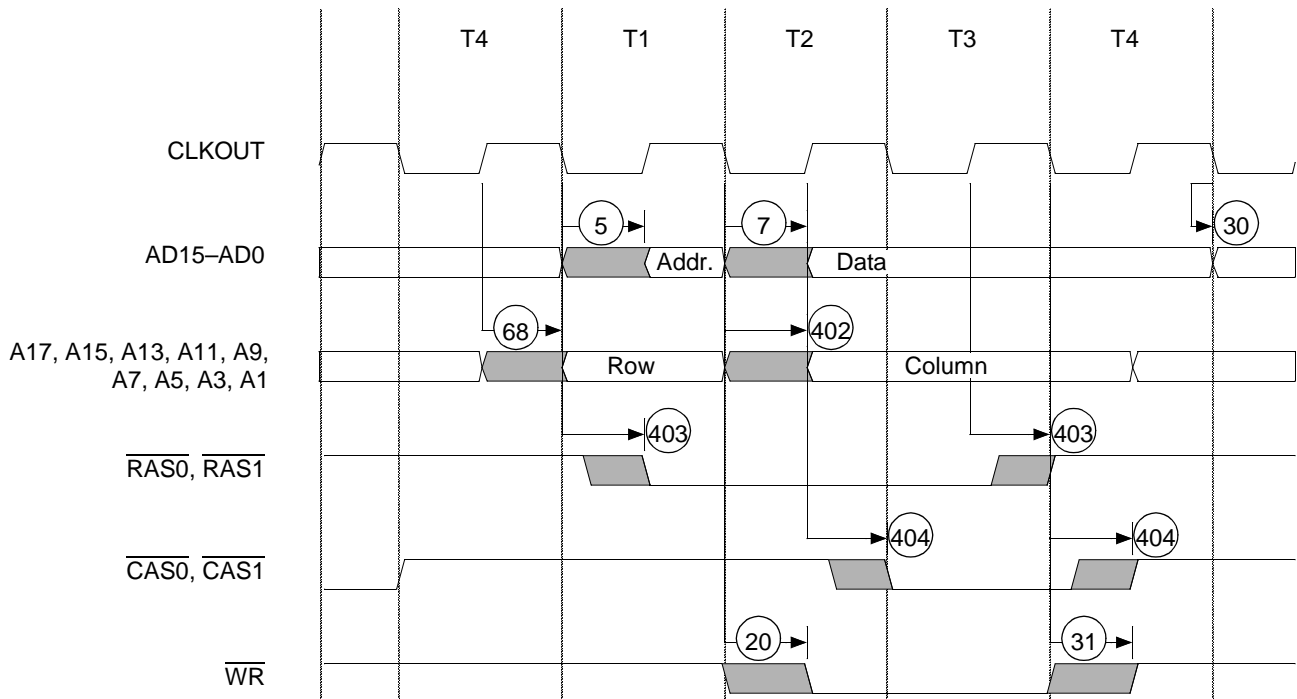 T4 T1 T2 T3 T4
CLKOUT
5 7 30
AD15–AD0 Addr. Data
68 402
A17, A15, A13, A11, A9,
A7, A5, A3, A1
Row Column
403 403
RAS0, RAS1
404 404
CAS0, CAS1
20 31
WR